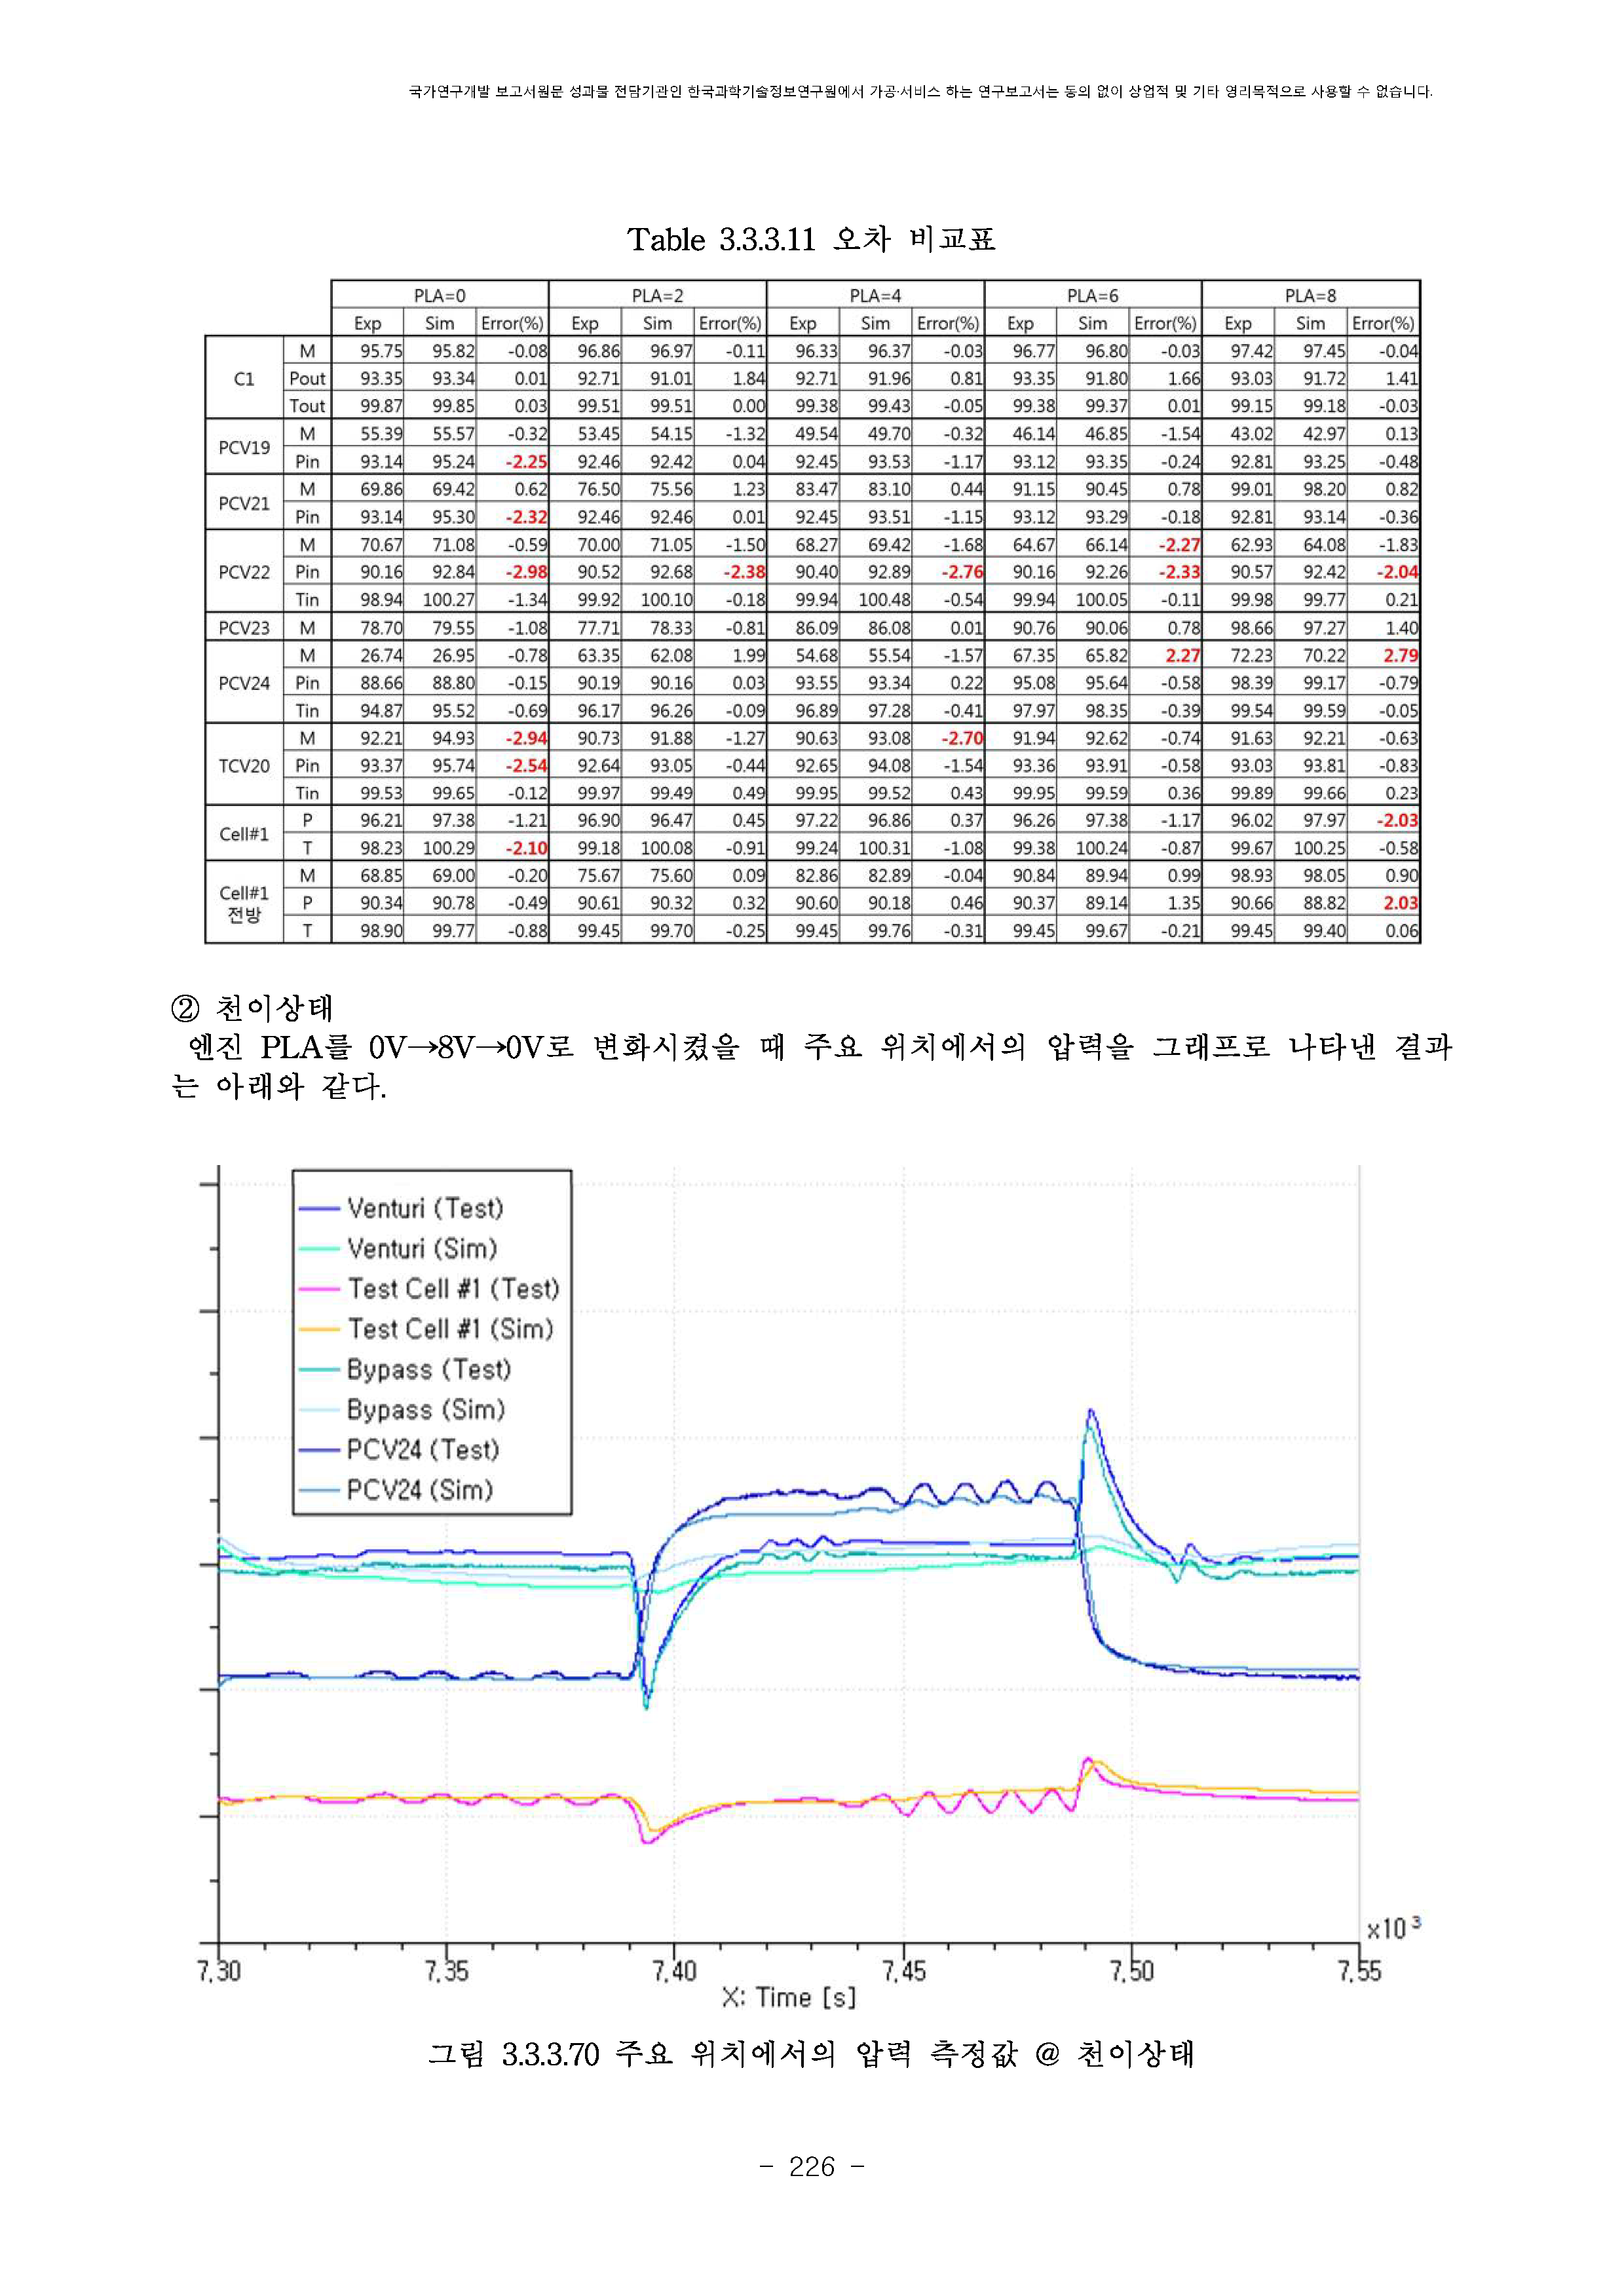 국가연구개발 보고서원문 성과물 전담기관인 한국과학기술정보연구원에서 가공·서비스 하는 연구보고서는 동의 없이 상업적 및 기타 영리목적으로 사용할 수 없습니다.
Table 3.3.3.11 오차 비교표
PLA=0 PLA=2 PLA=4 PLA=6 PLA=8
Exp Sim Error(%) Exp Sim Error(%) Exp Sim Error(%) Exp Sim Error(%) Exp Sim Error(%)
C1 M 95.75 95.82 -0.08 96.86 96.97 -0.11 96.33 96.37 -0.03 96.77 96.80 -0.03 97.42 97.45 -0.04
Pout 93.35 93.34 0.01 92.71 91.01 1.84 92.71 91.96 0.81 93.35 91.80 1.66 93.03 91.72 1.41
Tout 99.87 99.85 0.03 99.51 99.51 0.00 99.38 99.43 -0.05 99.38 99.37 0.01 99.15 99.18 -0.03
PCV19 M 55.39 55.57 -0.32 53.45 54.15 -1.32 49.54 49.70 -0.32 46.14 46.85 -1.54 43.02 42.97 0.13
Pin 93.14 95.24 -2.25 92.46 92.42 0.04 92.45 93.53 -1.17 93.12 93.35 -0.24 92.81 93.25 -0.48
PCV21 M 69.86 69.42 0.62 76.50 75.56 1.23 83.47 83.10 0.44 91.15 90.45 0.78 99.01 98.20 0.82
Pin 93.14 95.30 -2.32 92.46 92.46 0.01 92.45 93.51 -1.15 93.12 93.29 -0.18 92.81 93.14 -0.36
PCV22 M 70.67 71.08 -0.59 70.00 71.05 -1.50 68.27 69.42 -1.68 64.67 66.14 -2.27 62.93 64.08 -1.83
Pin 90.16 92.84 -2.98 90.52 92.68 -2.38 90.40 92.89 -2.76 90.16 92.26 -2.33 90.57 92.42 -2.04
Tin 98.94 100.27 -1.34 99.92 100.10 -0.18 99.94 100.48 -0.54 99.94 100.05 -0.11 99.98 99.77 0.21
PCV23 M 78.70 79.55 -1.08 77.71 78.33 -0.81 86.09 86.08 0.01 90.76 90.06 0.78 98.66 97.27 1.40
PCV24 M 26.74 26.95 -0.78 63.35 62.08 1.99 54.68 55.54 -1.57 67.35 65.82 2.27 72.23 70.22 2.79
Pin 88.66 88.80 -0.15 90.19 90.16 0.03 93.55 93.34 0.22 95.08 95.64 -0.58 98.39 99.17 -0.79
Tin 94.87 95.52 -0.69 96.17 96.26 -0.09 96.89 97.28 -0.41 97.97 98.35 -0.39 99.54 99.59 -0.05
TCV20 M 92.21 94.93 -2.94 90.73 91.88 -1.27 90.63 93.08 -2.70 91.94 92.62 -0.74 91.63 92.21 -0.63
Pin 93.37 95.74 -2.54 92.64 93.05 -0.44 92.65 94.08 -1.54 93.36 93.91 -0.58 93.03 93.81 -0.83
Tin 99.53 99.65 -0.12 99.97 99.49 0.49 99.95 99.52 0.43 99.95 99.59 0.36 99.89 99.66 0.23
Cell#1 P 96.21 97.38 -1.21 96.90 96.47 0.45 97.22 96.86 0.37 96.26 97.38 -1.17 96.02 97.97 -2.03
T 98.23 100.29 -2.10 99.18 100.08 -0.91 99.24 100.31 -1.08 99.38 100.24 -0.87 99.67 100.25 -0.58
Cell#1 전방 M 68.85 69.00 -0.20 75.67 75.60 0.09 82.86 82.89 -0.04 90.84 89.94 0.99 98.93 98.05 0.90
P 90.34 90.78 -0.49 90.61 90.32 0.32 90.60 90.18 0.46 90.37 89.14 1.35 90.66 88.82 2.03
T 98.90 99.77 -0.88 99.45 99.70 -0.25 99.45 99.76 -0.31 99.45 99.67 -0.21 99.45 99.40 0.06
② 천이상태
엔진 PLA를 0V→8V→0V로 변화시켰을 때 주요 위치에서의 압력을 그래프로 나타낸 결과
는 아래와 같다.
Venturi (Test)
Venturi (Sim)
Test Cell #1 (Test)
Test Cell #1 (Sim)
Bypass (Test)
Bypass (Sim)
PCV24 (Test)
PCV24 (Sim)
x10 3
7.30 7.35 7.40 7.45 7.50 7.55
X: Time [s]
그림 3.3.3.70 주요 위치에서의 압력 측정값 @ 천이상태
- 226 -